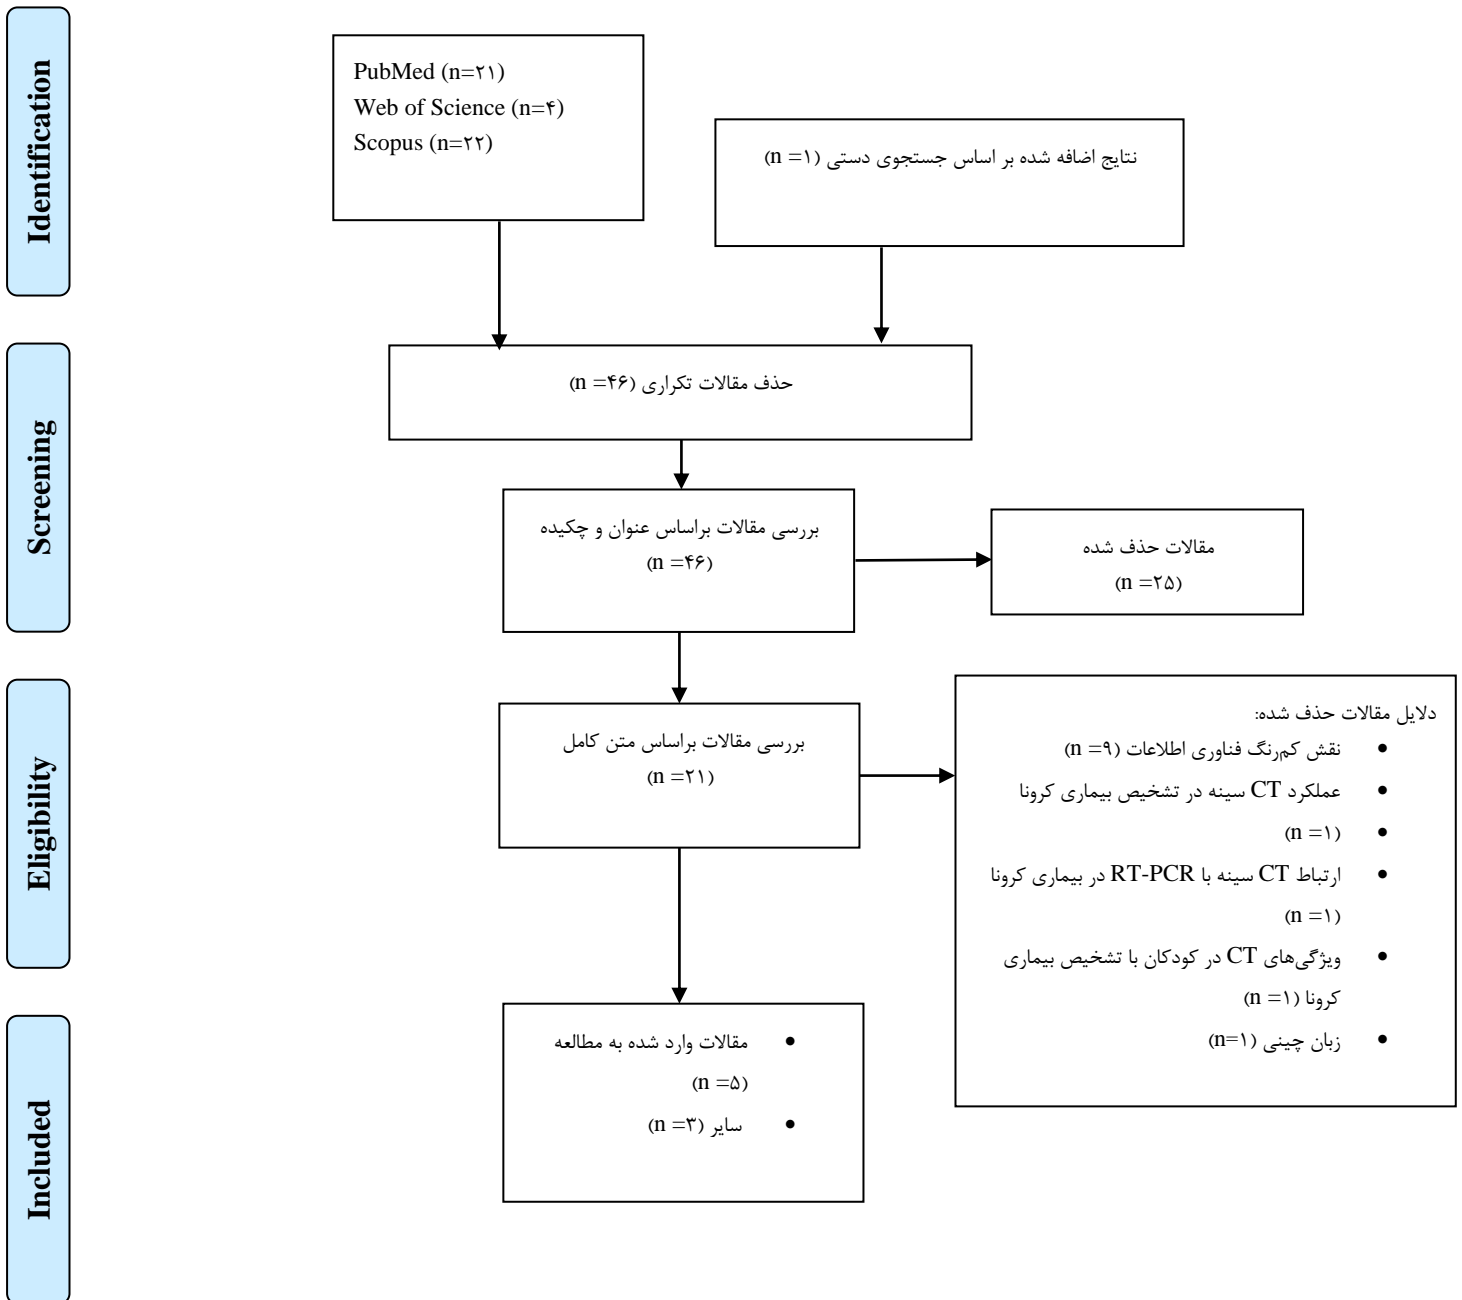 Identification
PubMed (n=۲۱)
Web of Science (n=۴)
Scopus (n=۲۲)
نتایج اضافه شده بر اساس جستجوی دستی (n =۱)
Screening
حذف مقالات تکراری (n =۴۶)
بررسی مقالات براساس عنوان و چکیده
(n =۴۶)
مقالات حذف شده
(n =۲۵)
Eligibility
بررسی مقالات براساس متن کامل
(n =۲۱)
دلایل مقالات حذف شده:
• نقش کم‌رنگ فناوری اطلاعات (n =۹)
• عملکرد CT سینه در تشخیص بیماری کرونا
• (n =۱)
• ارتباط CT سینه با RT-PCR در بیماری کرونا
(n =۱)
• ویژگی‌های CT در کودکان با تشخیص بیماری
کرونا (n =۱)
• زبان چینی (n=۱)
Included
• مقالات وارد شده به مطالعه
(n =۵)
• سایر (n =۳)